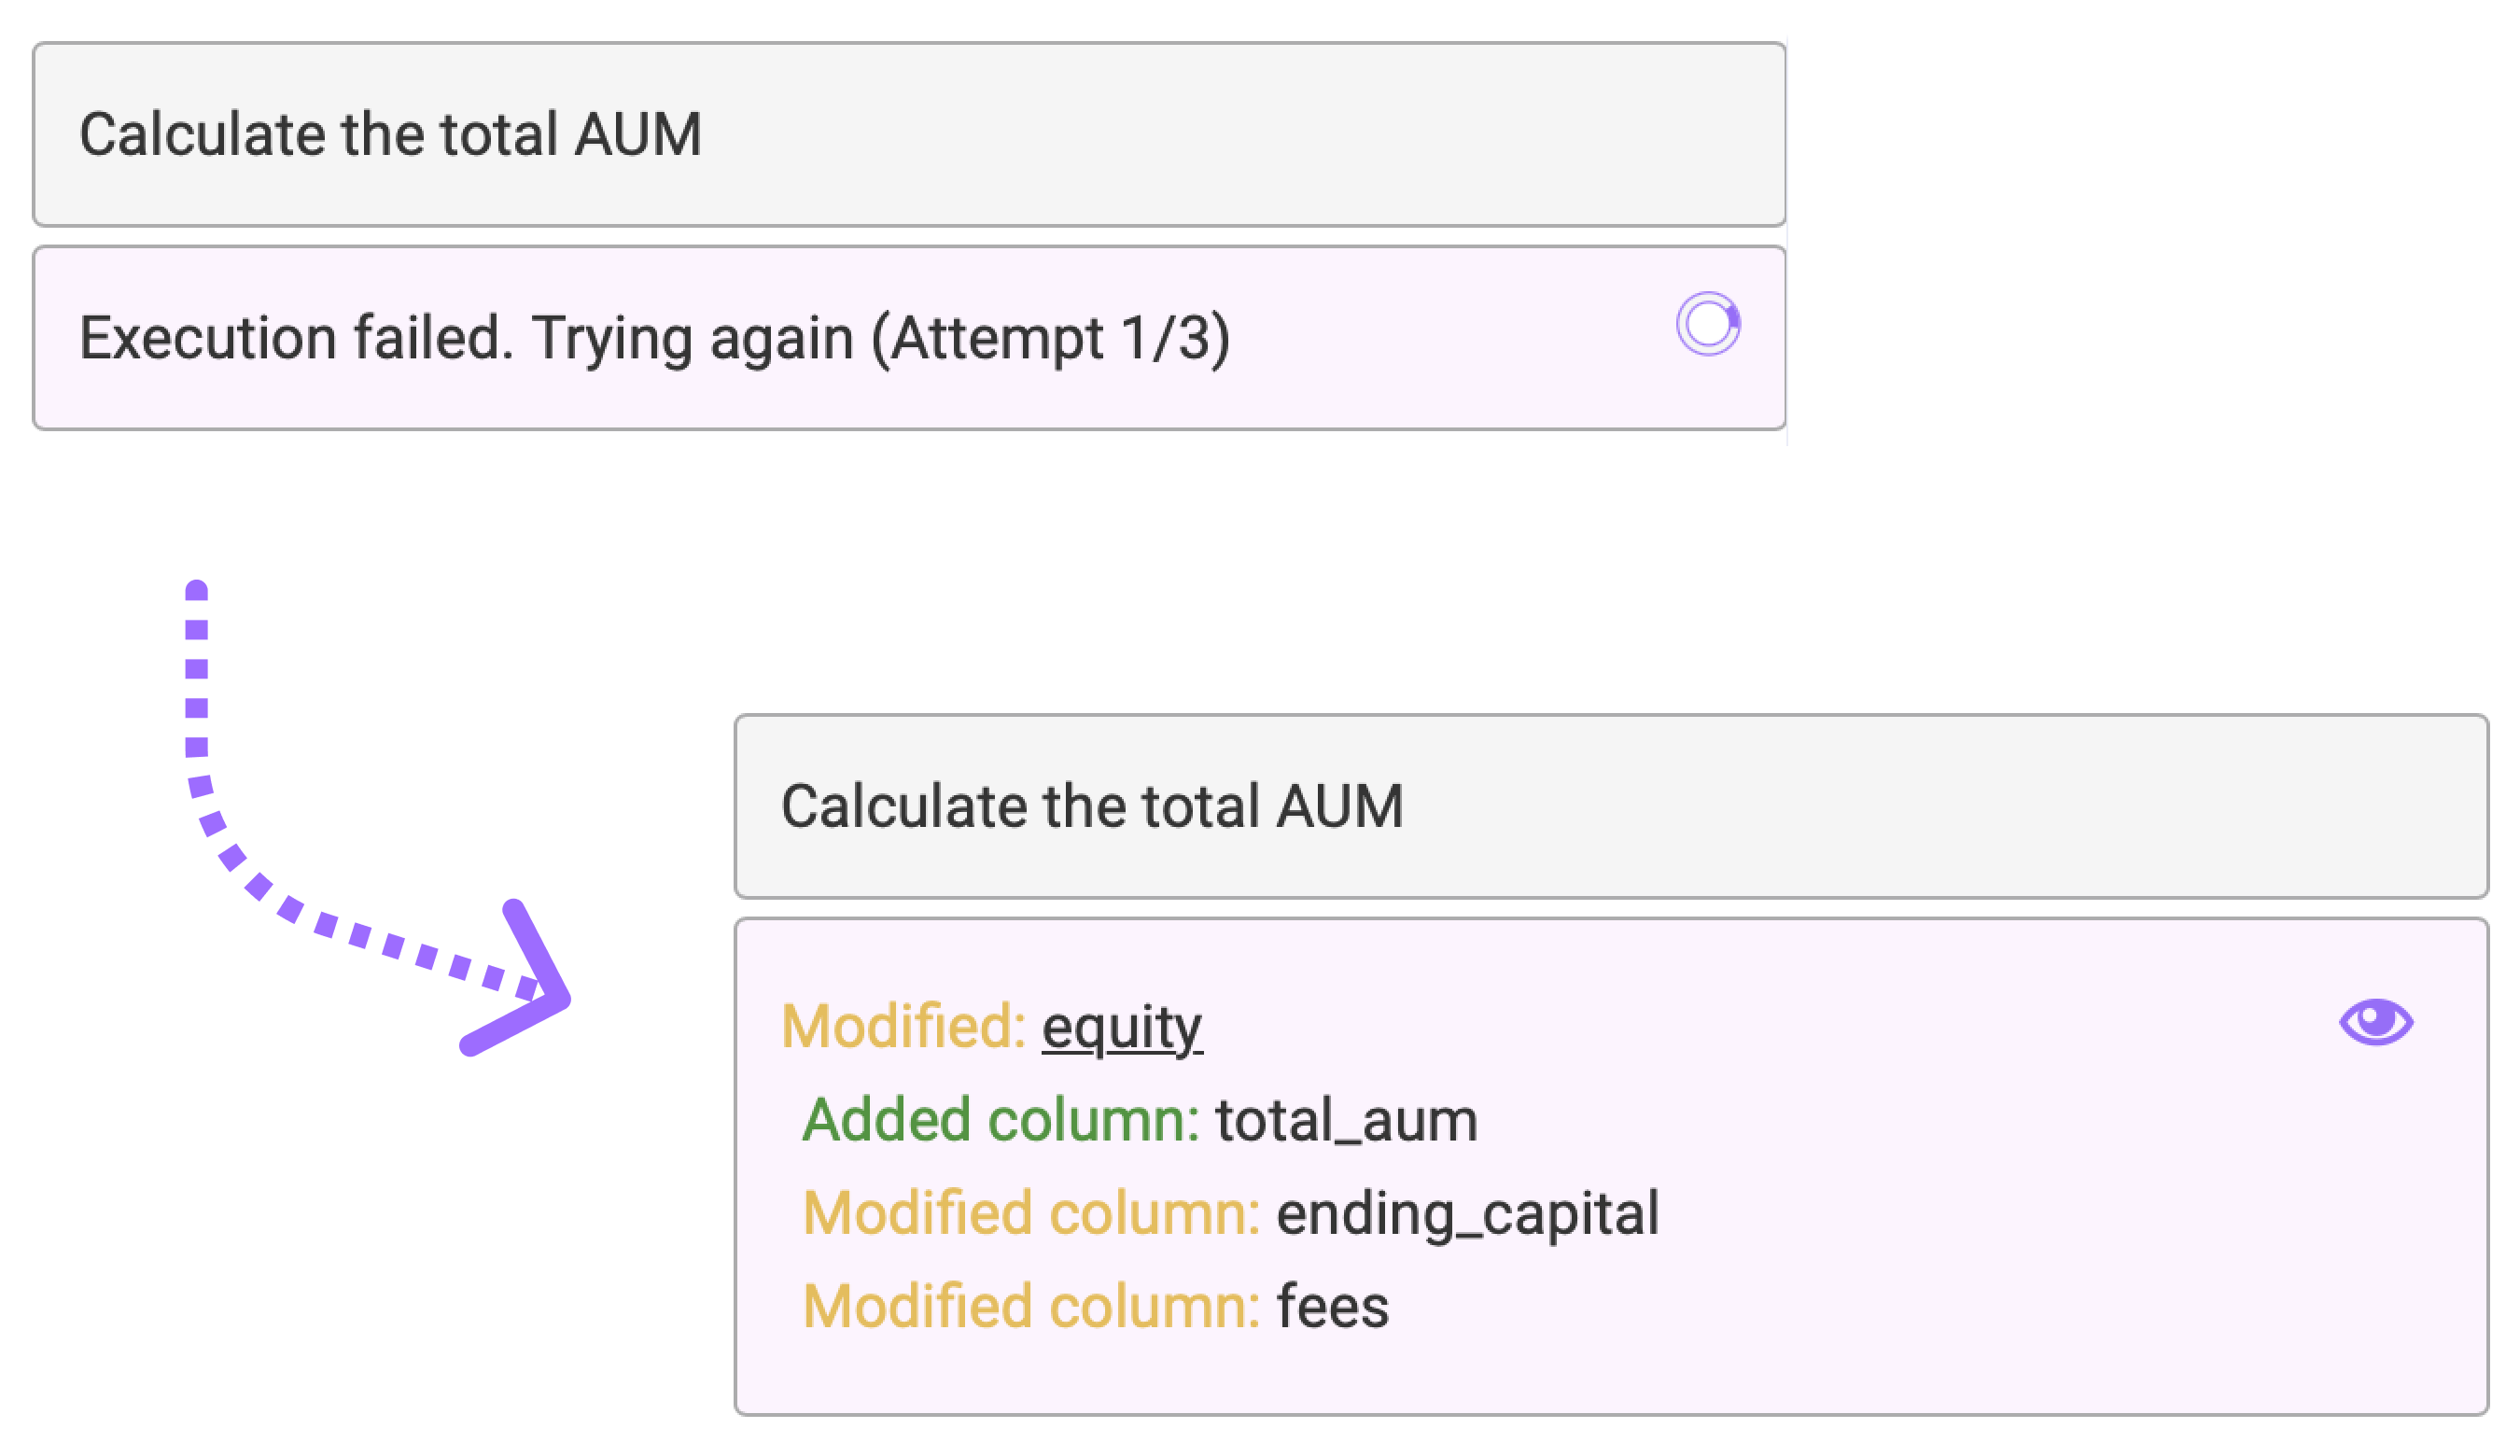 Calculate the total AUM
Execution failed. Trying again (Attempt 1/3)
Calculate the total AUM
Modified: equity
Added column: total_aum
Modified column: ending_capital
Modified column: fees